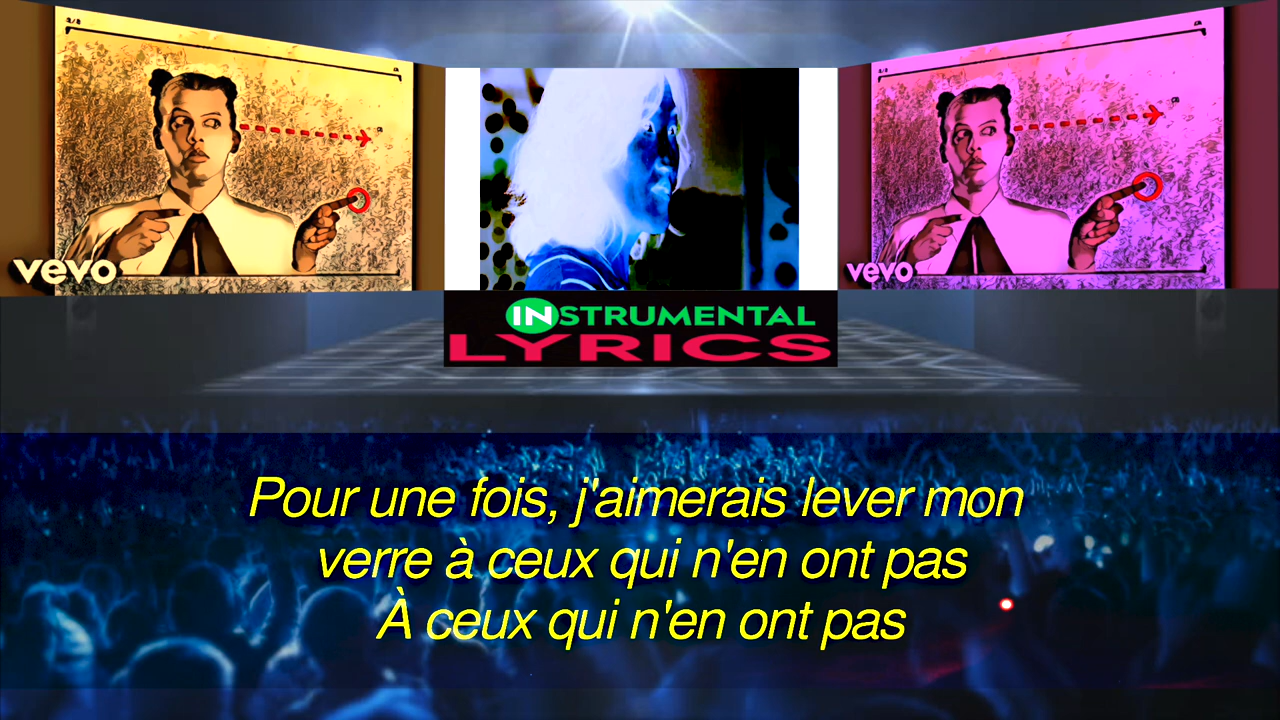 vevo
vevo
INSTRUMENTAL
LYRICS
Pour une fois, j'aimerais lever mon
verre à ceux qui n'en ont pas
À ceux qui n'en ont pas